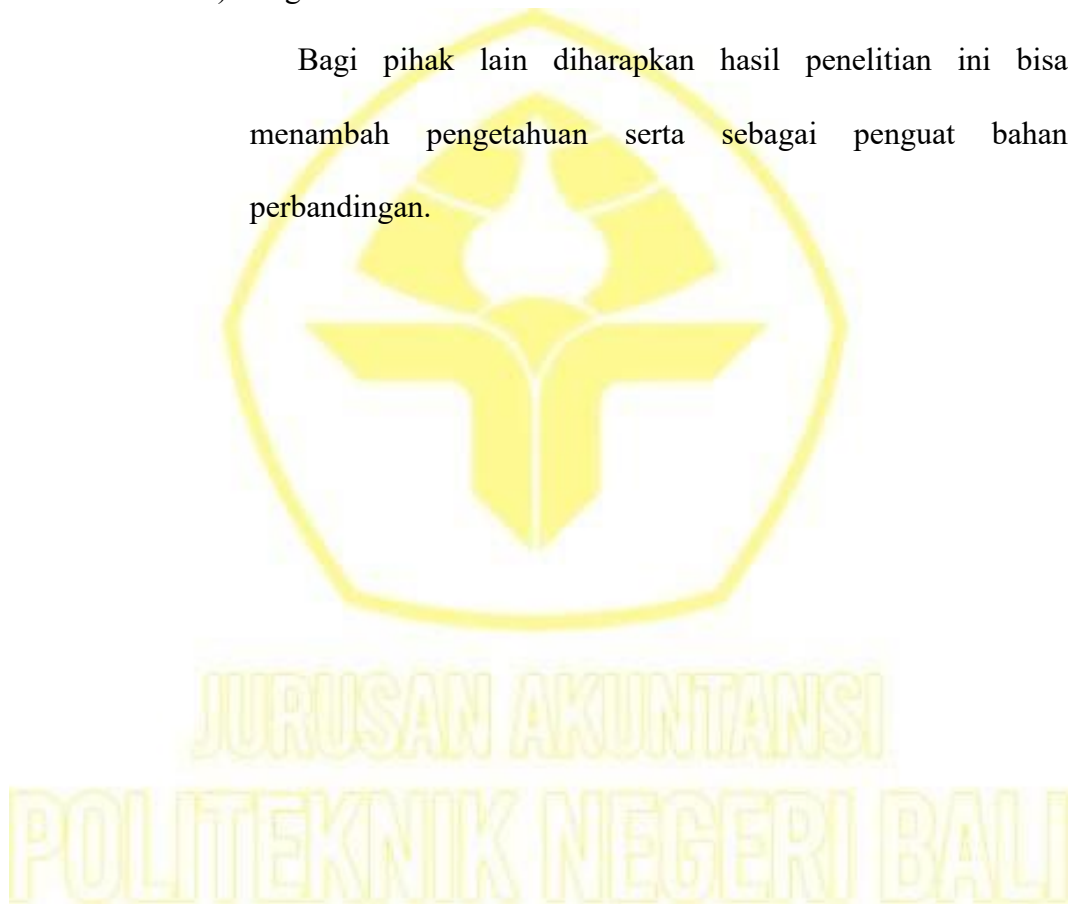 Bagi pihak lain diharapkan hasil penelitian ini bisa
menambah pengetahuan serta sebagai penguat bahan
perbandingan.
JURUSAN AKUNTANSI
POLITEKNIK NEGERI BALI